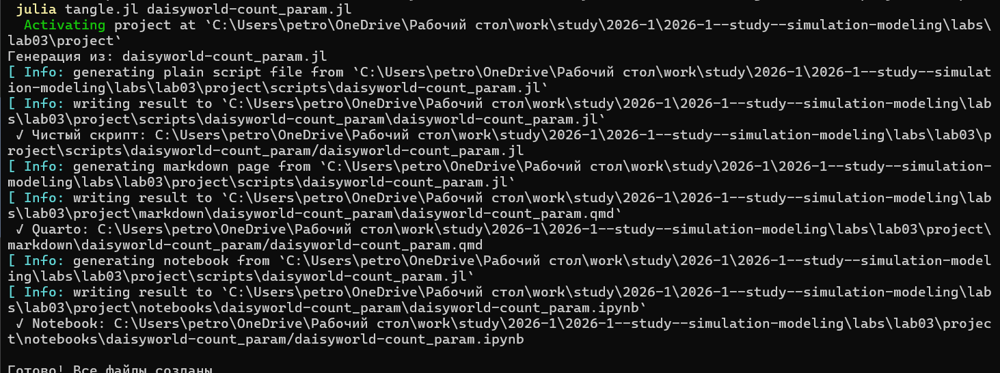 julia tangle.jl daisyworld-count_param.jl
Activating project at `C:\Users\petro\OneDrive\Рабочий стол\work\study\2026-1\2026-1--study--simulation-modeling\labs\
lab03\project`
Генерация из: daisyworld-count_param.jl
[ Info: generating plain script file from `C:\Users\petro\OneDrive\Рабочий стол\work\study\2026-1\2026-1--study--simulat
ion-modeling\labs\lab03\project\scripts\daisyworld-count_param.jl`
[ Info: writing result to `C:\Users\petro\OneDrive\Рабочий стол\work\study\2026-1\2026-1--study--simulation-modeling\lab
s\lab03\project\scripts\daisyworld-count_param\daisyworld-count_param.jl`
√ Чистый скрипт: C:\Users\petro\OneDrive\Рабочий стол\work\study\2026-1\2026-1--study--simulation-modeling\labs\lab03\p
roject\scripts\daisyworld-count_param/daisyworld-count_param.jl
[ Info: generating markdown page from `C:\Users\petro\OneDrive\Рабочий стол\work\study\2026-1\2026-1--study--simulation-
modeling\labs\lab03\project\scripts\daisyworld-count_param.jl`
[ Info: writing result to `C:\Users\petro\OneDrive\Рабочий стол\work\study\2026-1\2026-1--study--simulation-modeling\lab
s\lab03\project\markdown\daisyworld-count_param\daisyworld-count_param.qmd`
√ Quarto: C:\Users\petro\OneDrive\Рабочий стол\work\study\2026-1\2026-1--study--simulation-modeling\labs\lab03\project\
markdown\daisyworld-count_param/daisyworld-count_param.qmd
[ Info: generating notebook from `C:\Users\petro\OneDrive\Рабочий стол\work\study\2026-1\2026-1--study--simulation-model
ing\labs\lab03\project\scripts\daisyworld-count_param.jl`
[ Info: writing result to `C:\Users\petro\OneDrive\Рабочий стол\work\study\2026-1\2026-1--study--simulation-modeling\lab
s\lab03\project\notebooks\daisyworld-count_param\daisyworld-count_param.ipynb`
√ Notebook: C:\Users\petro\OneDrive\Рабочий стол\work\study\2026-1\2026-1--study--simulation-modeling\labs\lab03\projec
t\notebooks\daisyworld-count_param/daisyworld-count_param.ipynb
Готово! Все файлы созданы